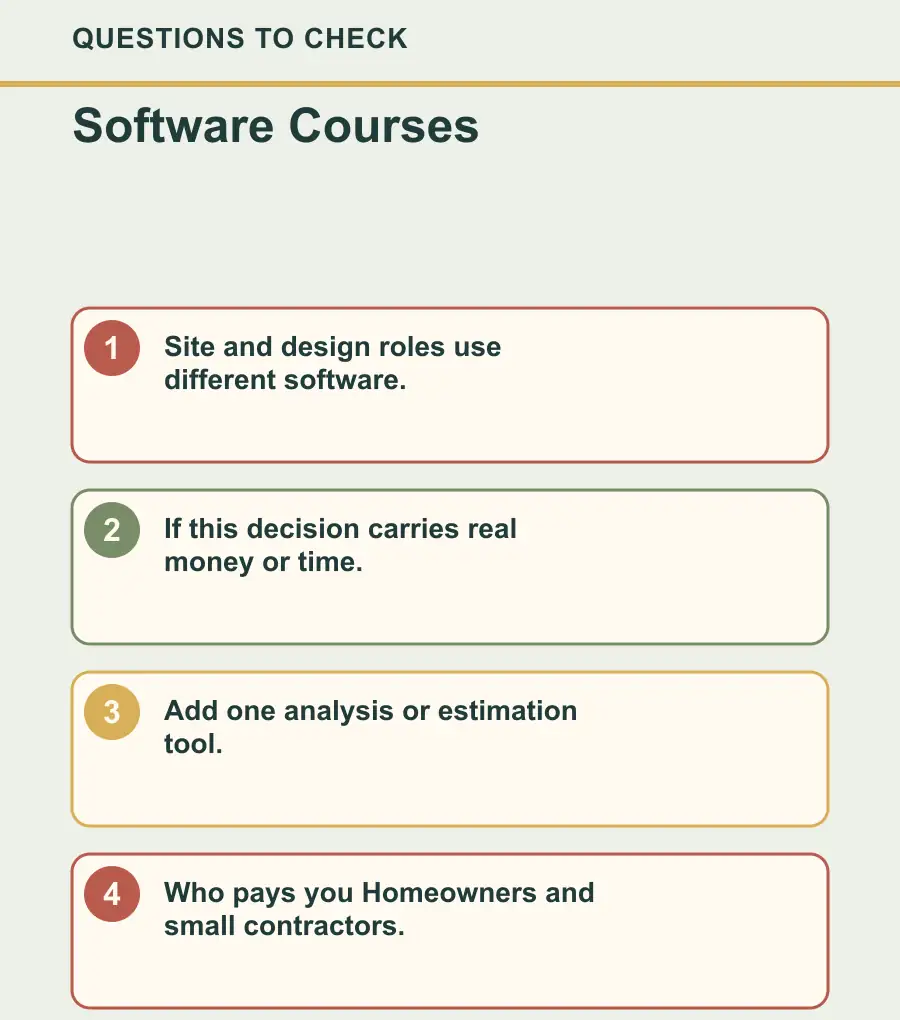 QUESTIONS TO CHECK
Software Courses
1
Site and design roles use
different software.
2
If this decision carries real
money or time.
3
Add one analysis or estimation
tool.
4
Who pays you Homeowners and
small contractors.